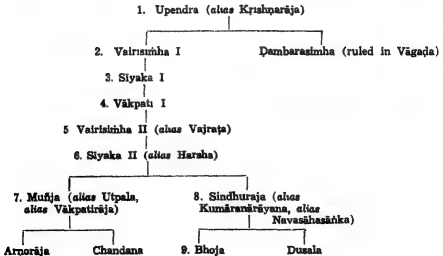 1. Upendra (alias Kṛishṇarāja)
2. Vairisiṁha I Ḍambarasiṁha (ruled in Vāgaḍa)
3. Sīyaka I
4. Vākpati I
5 Vairisiṁha II (alias Vajraṭa)
6. Sīyaka II (alias Harsha)
7. Muñja (alias Utpala, 8. Sindhuraja (alias
alias Vākpatirāja) Kumāranārāyaṇa, alias
Navasāhasāṅka)
Arṇorāja Chandana 9. Bhoja Dusala